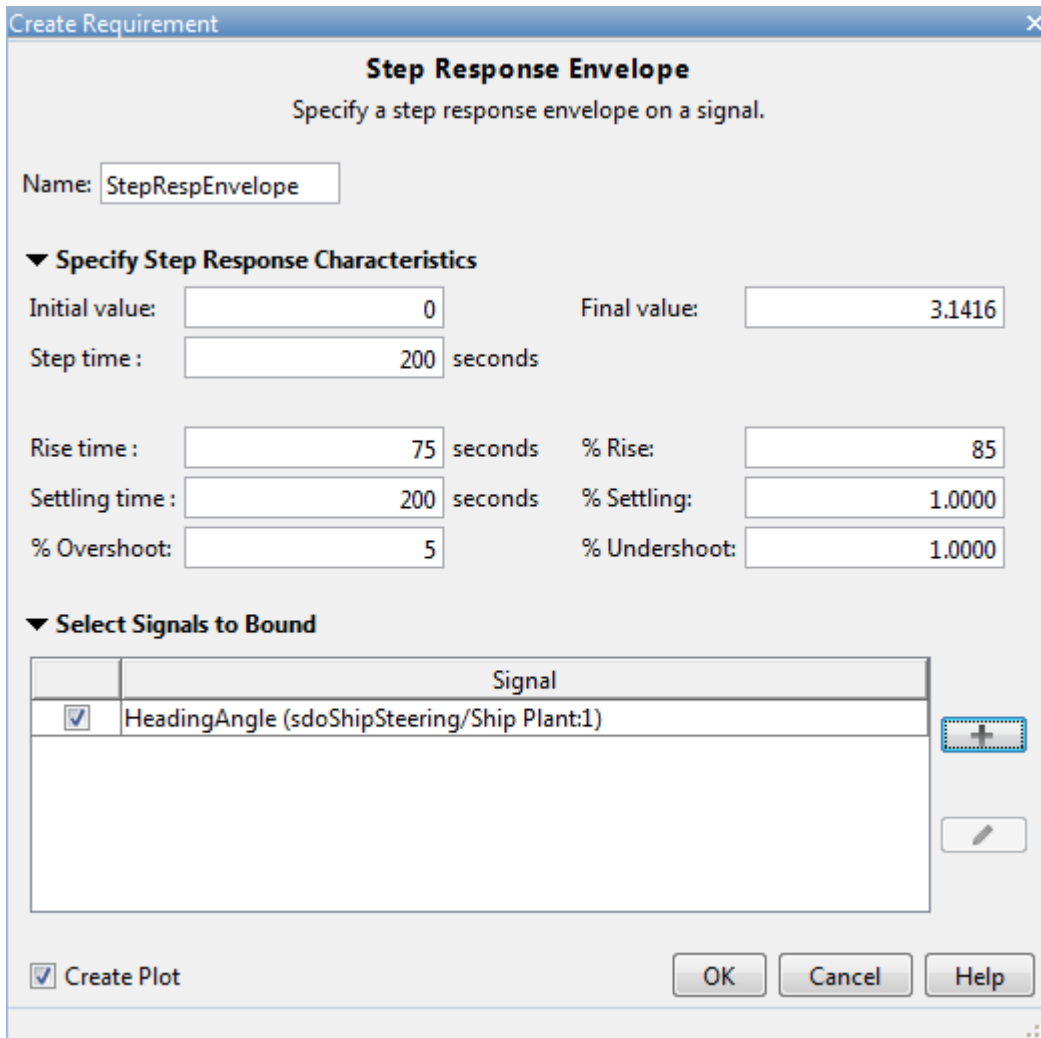 Create Requirement
Step Response Envelope
Specify a step response envelope on a signal.
Name: StepRespEnvelope
Specify Step Response Characteristics
Initial value: 0 Final value: 3.1416
Step time : 200 seconds
Rise time : 75 seconds % Rise: 85
Settling time : 200 seconds % Settling: 1.0000
% Overshoot: 5 % Undershoot: 1.0000
Select Signals to Bound
Signal
HeadingAngle (sdoShipSteering/Ship Plant:1)
Create Plot OK Cancel Help